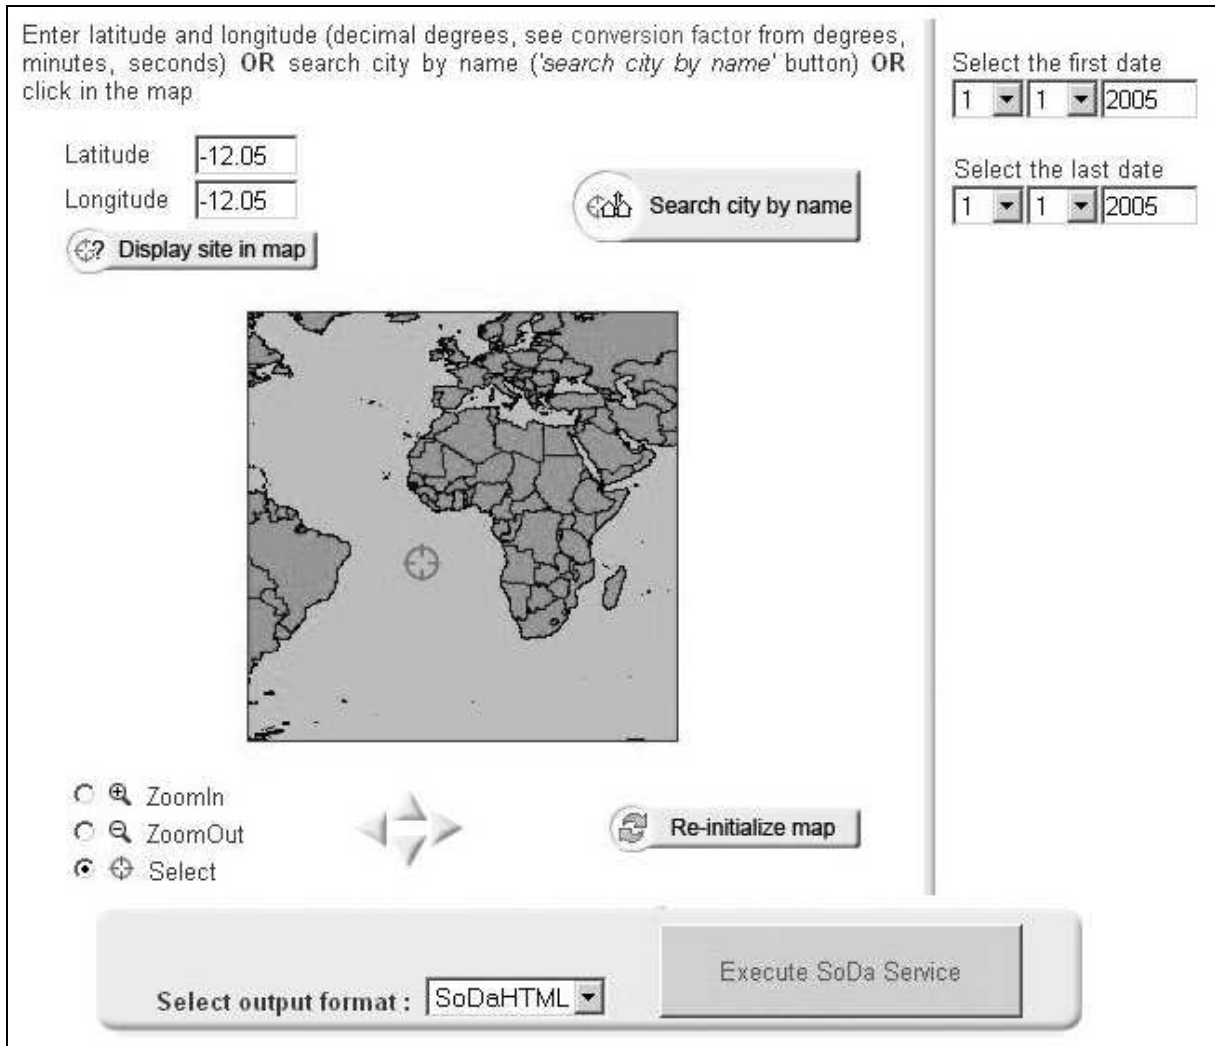 Enter latitude and longitude (decimal degrees, see conversion factor from degrees,
minutes, seconds) OR search city by name ('search city by name' button) OR
click in the map
Latitude -12.05
Longitude -12.05
? Display site in map
Search city by name
ZoomIn
ZoomOut
Select
Re-initialize map
Select the first date
1 1 2005
Select the last date
1 1 2005
Select output format : SoDaHTML
Execute SoDa Service